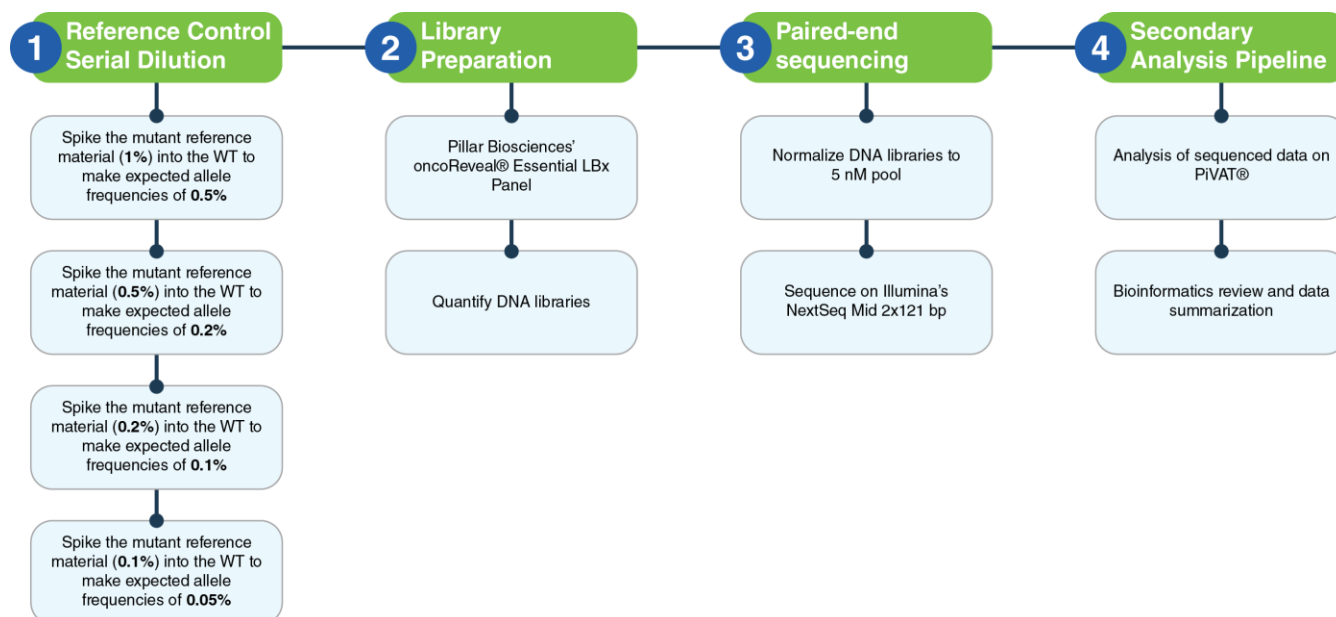 1
Reference Control
Serial Dilution
Spike the mutant reference
material (1%) into the WT to
make expected allele
frequencies of 0.5%
Spike the mutant reference
material (0.5%) into the WT to
make expected allele
frequencies of 0.2%
Spike the mutant reference
material (0.2%) into the WT to
make expected allele
frequencies of 0.1%
Spike the mutant reference
material (0.1%) into the WT to
make expected allele
frequencies of 0.05%
2
Library
Preparation
Pillar Biosciences’
oncoReveal® Essential LBx
Panel
Quantify DNA libraries
3
Paired-end
sequencing
Normalize DNA libraries to
5 nM pool
Sequence on Illumina’s
NextSeq Mid 2x121 bp
4
Secondary
Analysis Pipeline
Analysis of sequenced data on
PiVAT®
Bioinformatics review and data
summarization